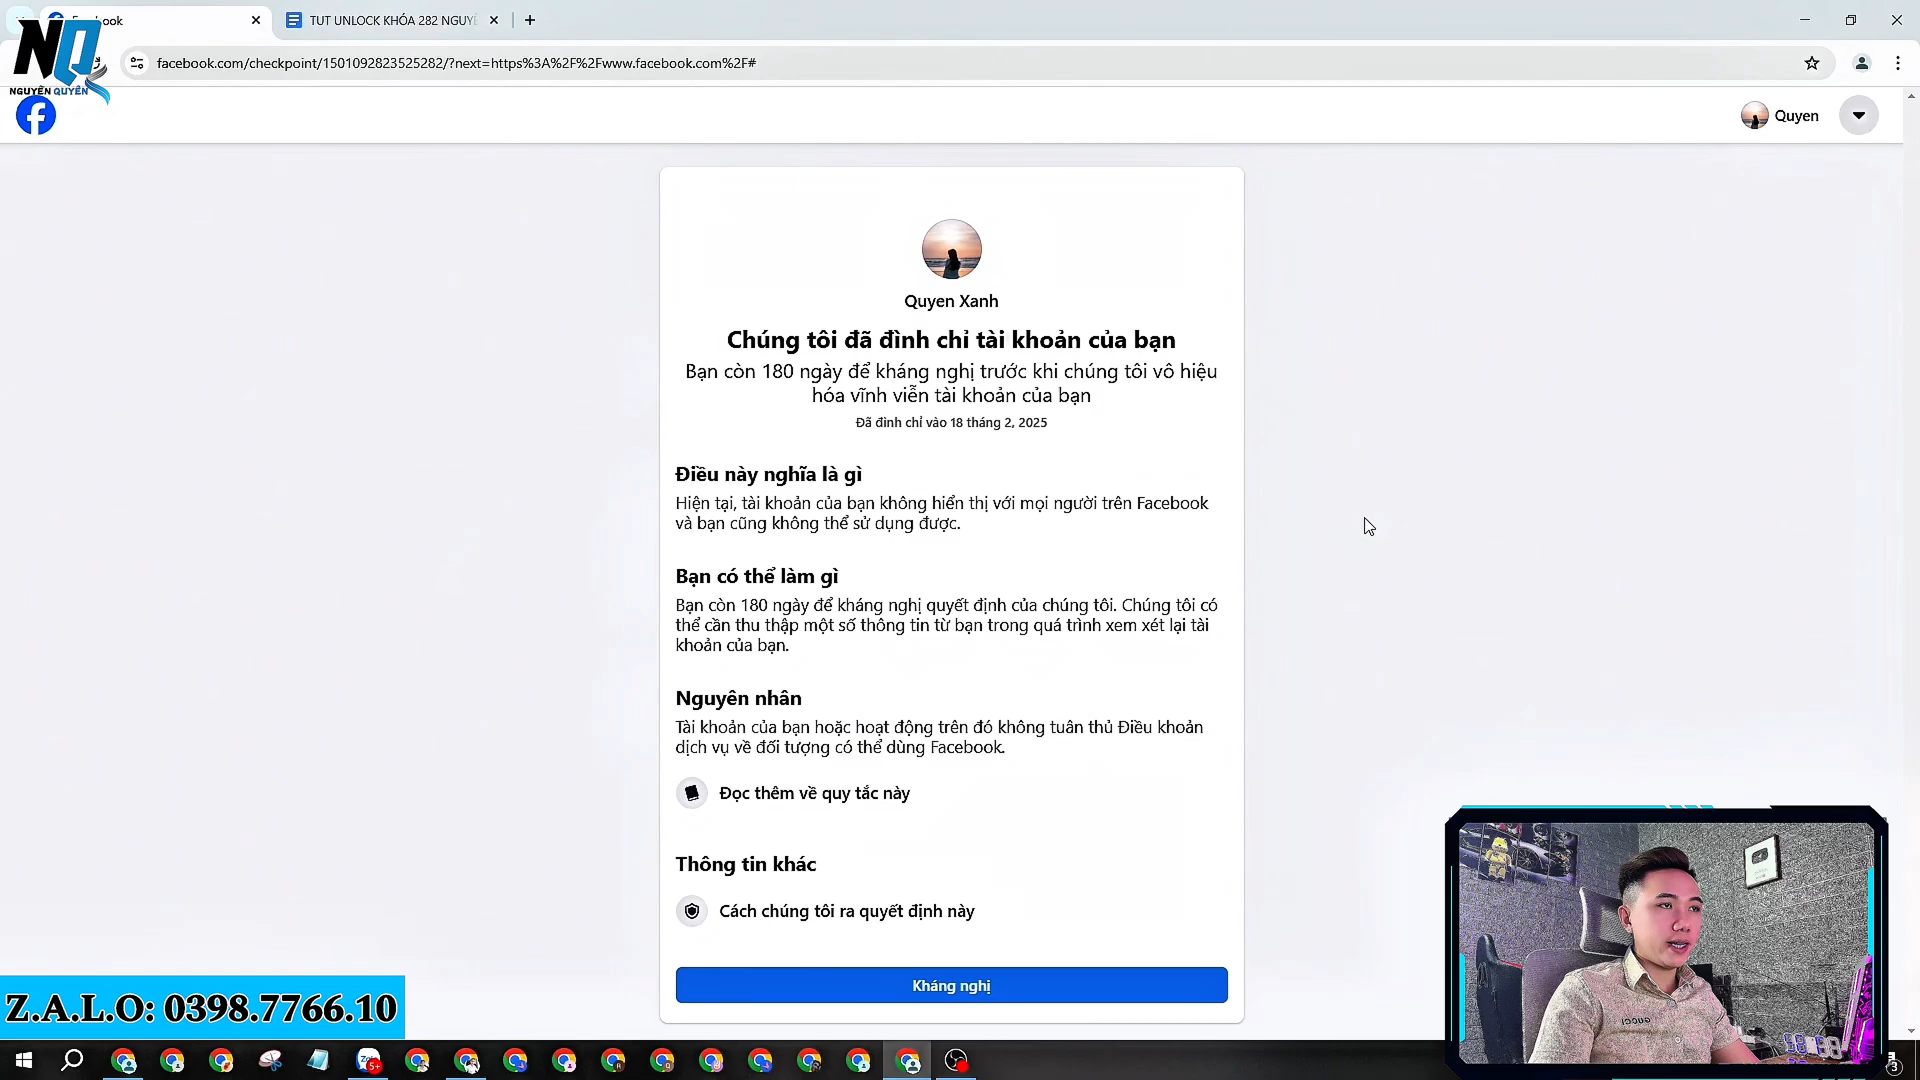 Facebook
TUT UNLOCK KHÓA 282 NGUY
facebook.com/checkpoint/1501092823525282/?next=https%3A%2F%2Fwww.facebook.com%2F#
NQ
NGUYÊN QUYỀN
Quyen
Quyen Xanh
Chúng tôi đã đình chỉ tài khoản của bạn
Bạn còn 180 ngày để kháng nghị trước khi chúng tôi vô hiệu
hóa vĩnh viễn tài khoản của bạn
Đã đình chỉ vào 18 tháng 2, 2025
Điều này nghĩa là gì
Hiện tại, tài khoản của bạn không hiển thị với mọi người trên Facebook
và bạn cũng không thể sử dụng được.
Bạn có thể làm gì
Bạn còn 180 ngày để kháng nghị quyết định của chúng tôi. Chúng tôi có
thể cần thu thập một số thông tin từ bạn trong quá trình xem xét lại tài
khoản của bạn.
Nguyên nhân
Tài khoản của bạn hoặc hoạt động trên đó không tuân thủ Điều khoản
dịch vụ về đối tượng có thể dùng Facebook.
Đọc thêm về quy tắc này
Thông tin khác
Cách chúng tôi ra quyết định này
Kháng nghị
Z.A.L.O: 0398.7766.10
GUCCI
5+
3